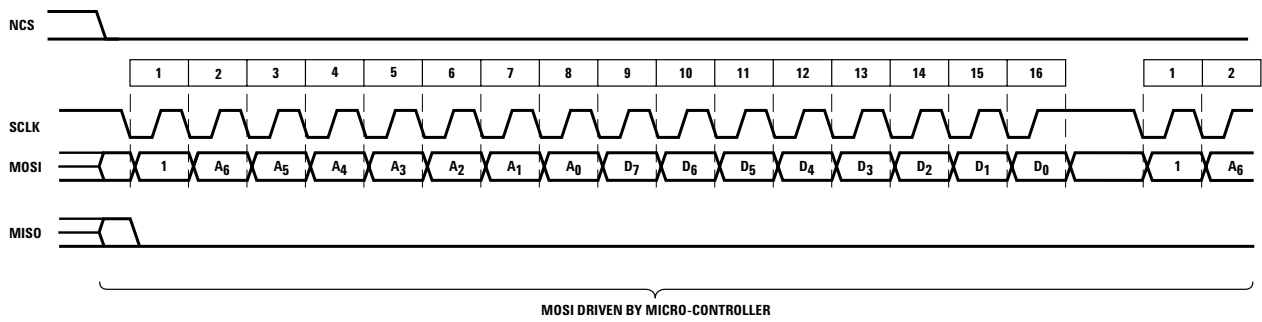 NCS
1 2 3 4 5 6 7 8 9 10 11 12 13 14 15 16 1 2
SCLK
MOSI 1 A6 A5 A4 A3 A2 A1 A0 D7 D6 D5 D4 D3 D2 D1 D0 1 A6
MISO
MOSI DRIVEN BY MICRO-CONTROLLER